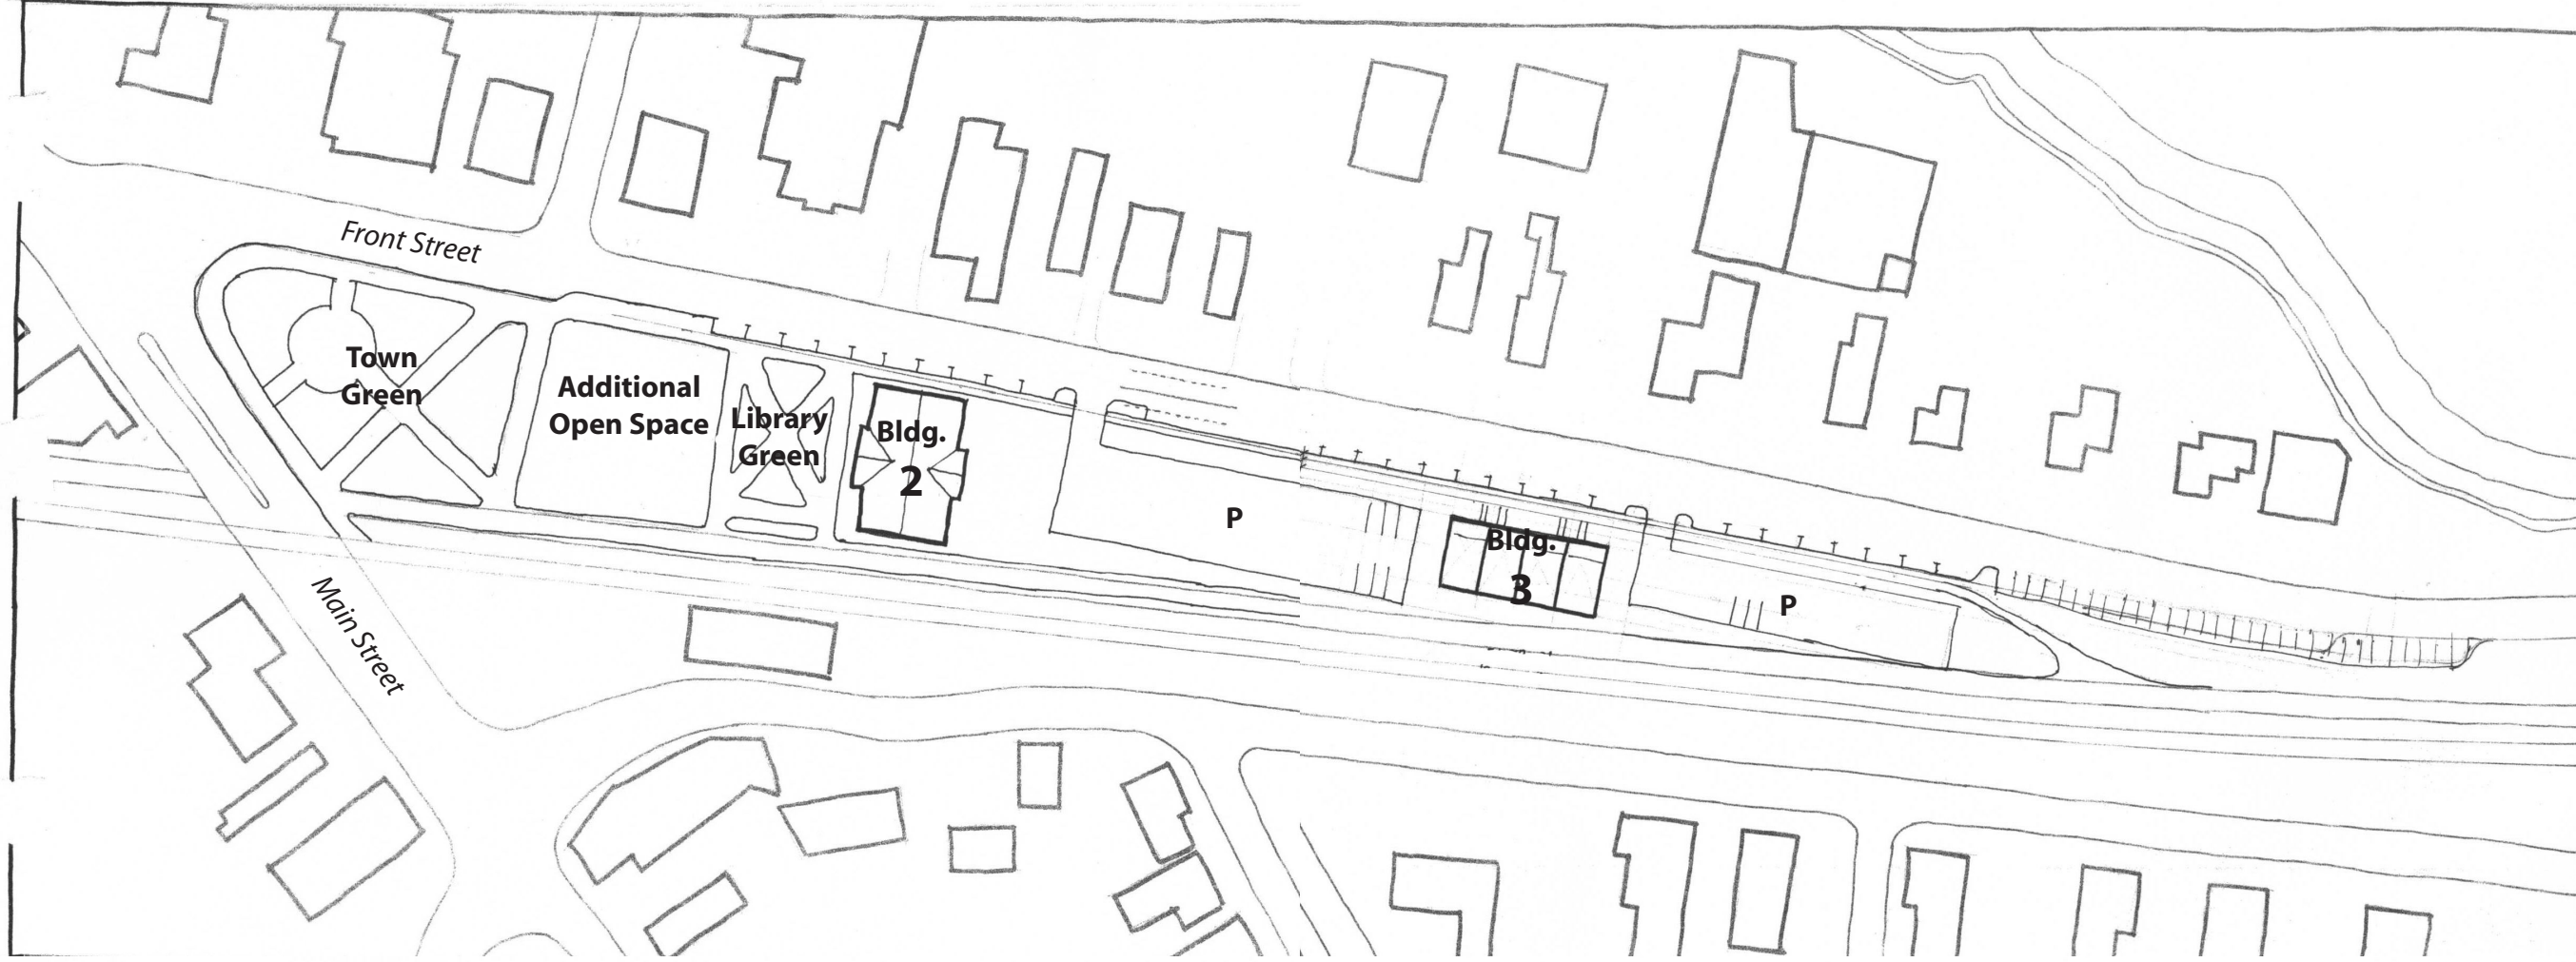 Front Street
Town
Green
Additional
Open Space
Library
Green
Bldg.
2
P
Bldg.
3
P
Main Street